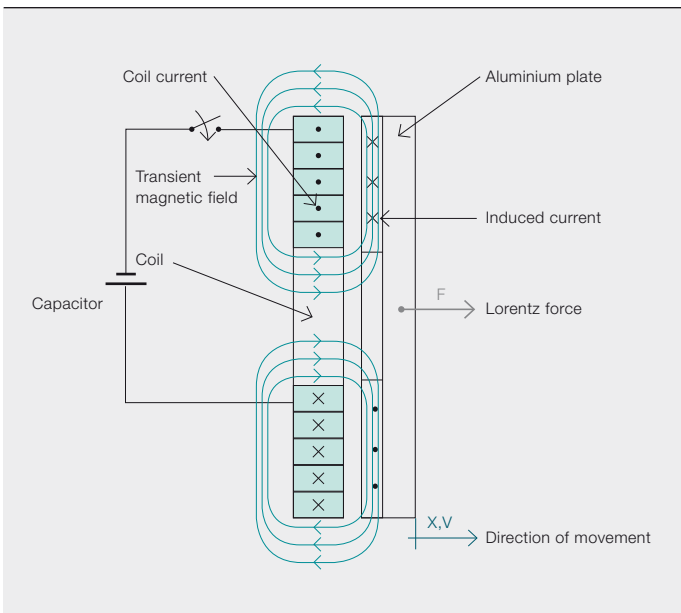 Coil current
Aluminium plate
Transient
magnetic field
Induced current
Coil
Capacitor
F
Lorentz force
X,V
Direction of movement